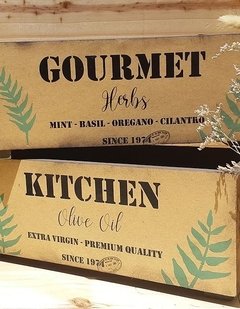 GOURMET
Herbs
MINT - BASIL - OREGANO - CILANTRO
SINCE 1974
KITCHEN
Olive Oil
EXTRA VIRGIN - PREMIUM QUALITY
SINCE 1974